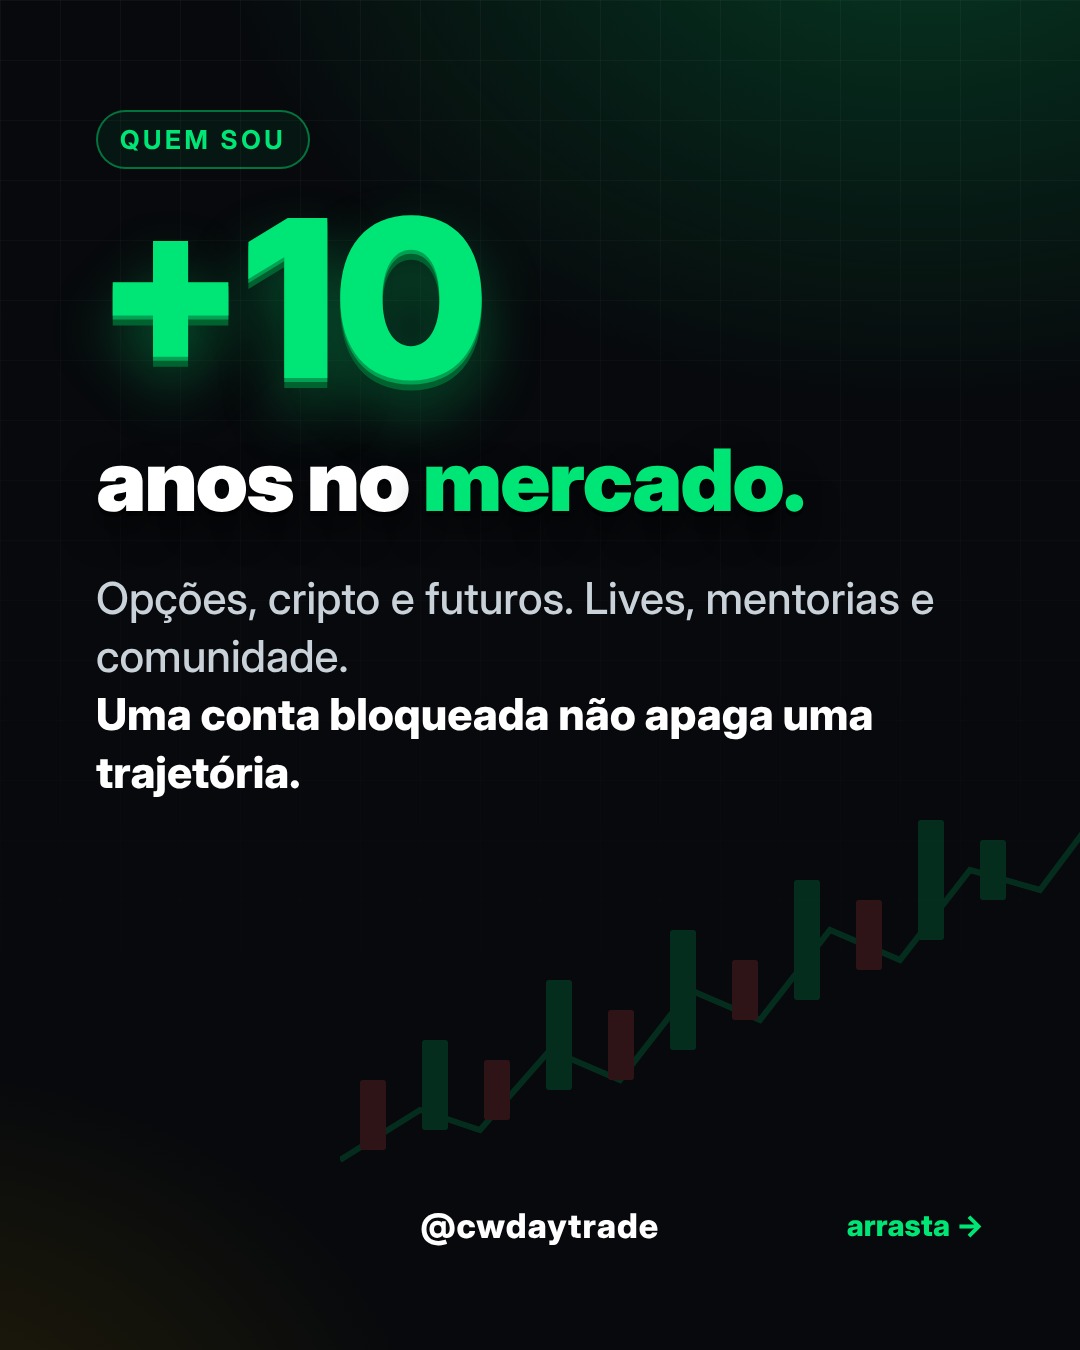 QUEM SOU
+10
anos no mercado.
Opções, cripto e futuros. Lives, mentorias e
comunidade.
Uma conta bloqueada não apaga uma
trajetória.
@cwdaytrade
arrasta →